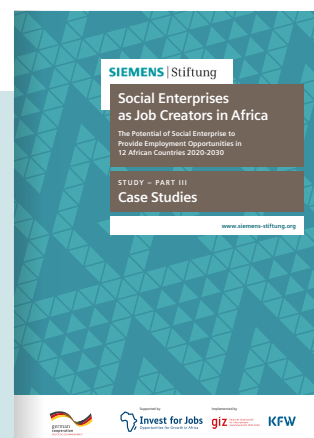 SIEMENS | Stiftung
Social Enterprises
as Job Creators in Africa
The Potential of Social Enterprise to
Provide Employment Opportunities in
12 African Countries 2020-2030
STUDY – PART III
Case Studies
www.siemens-stiftung.org
Supported by
Implemented by
german
cooperation
Invest for Jobs
Opportunities for Growth in Africa
giz
KFW